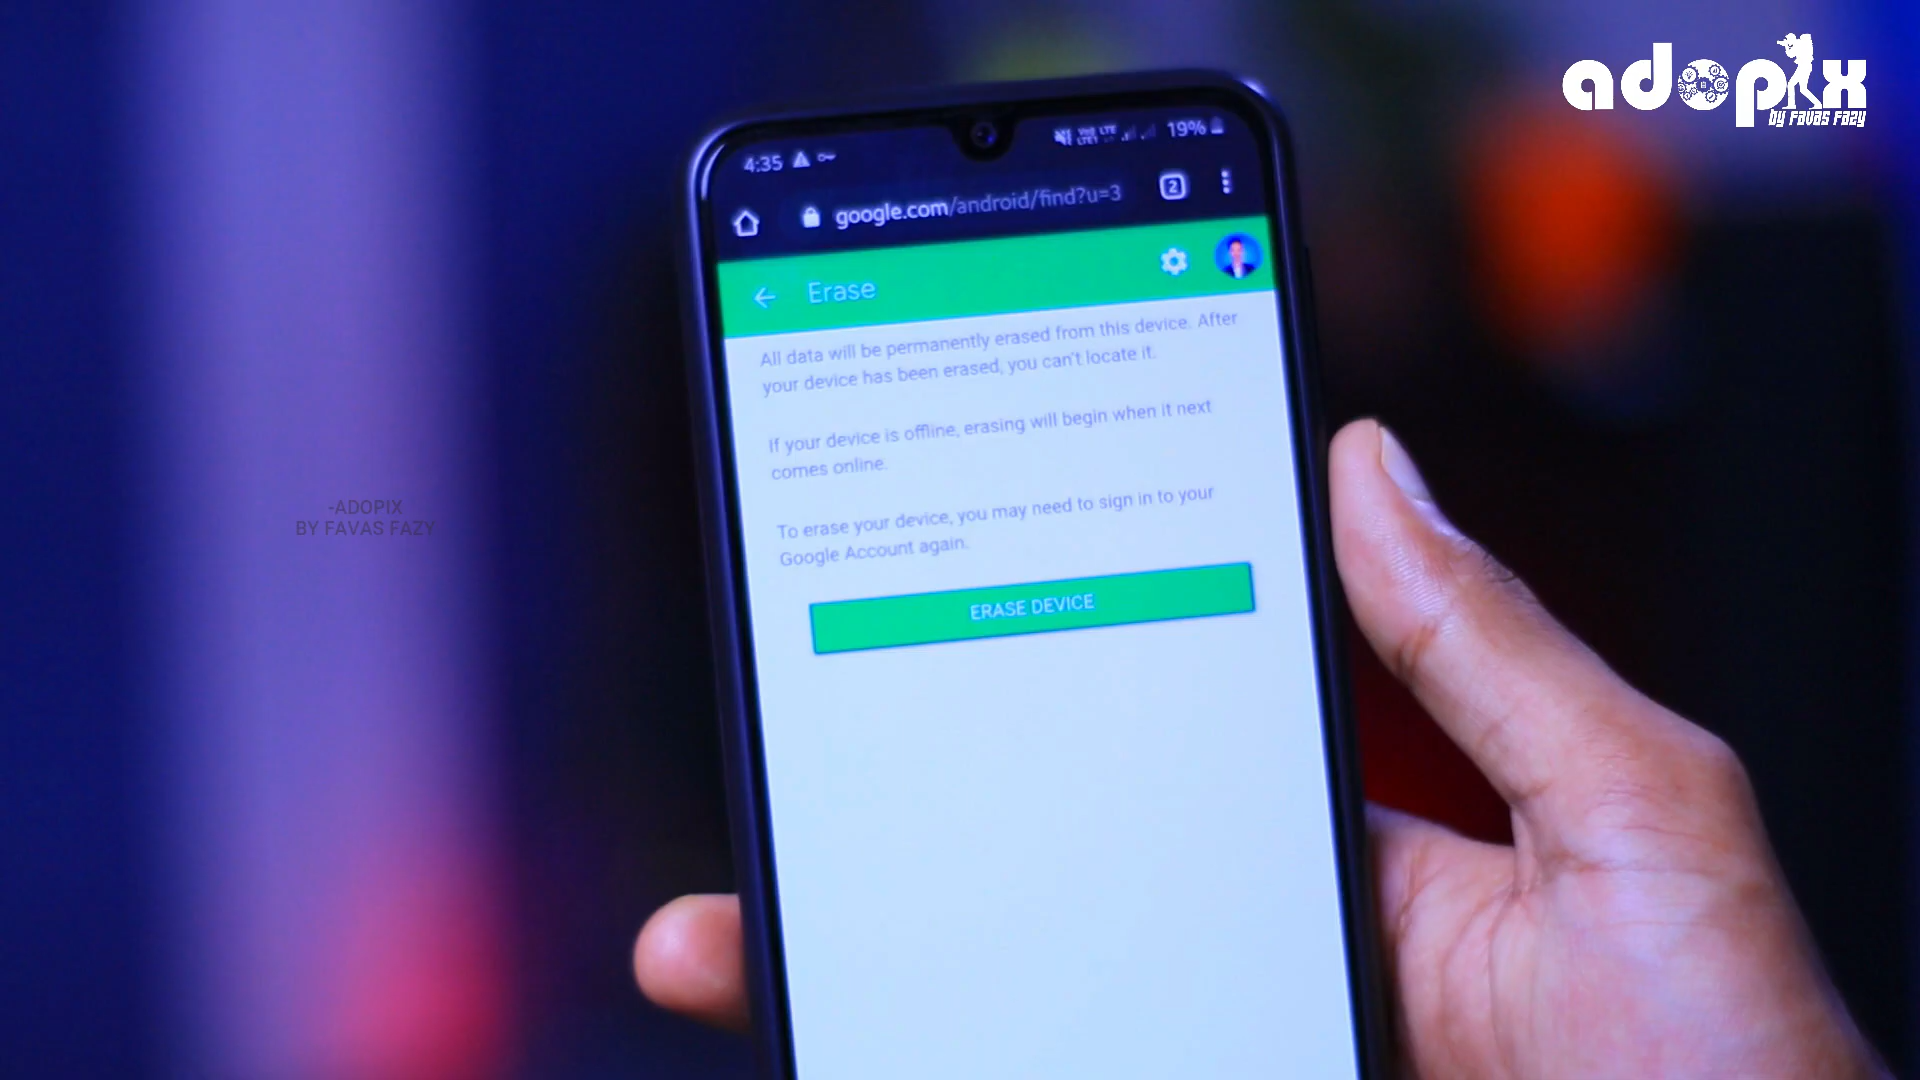 adopix
by FAVAS FAZY
4:35
Vo)) LTE
LTE1
19%
google.com/android/find?u=3
2
Erase
All data will be permanently erased from this device. After
your device has been erased, you can't locate it.
If your device is offline, erasing will begin when it next
comes online.
To erase your device, you may need to sign in to your
Google Account again.
ERASE DEVICE
-ADOPIX
BY FAVAS FAZY